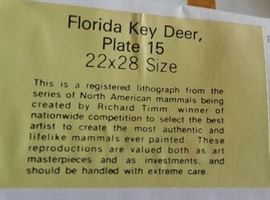 Florida Key Deer,
Plate 15
22x28 Size
This is a registered lithograph from the
series of North American mammals being
created by Richard Timm, winner of
nationwide competition to select the best
artist to create the most authentic and
lifelike mammals ever painted. These
reproductions are valued both as art
masterpieces and as investments, and
should be handled with extreme care.